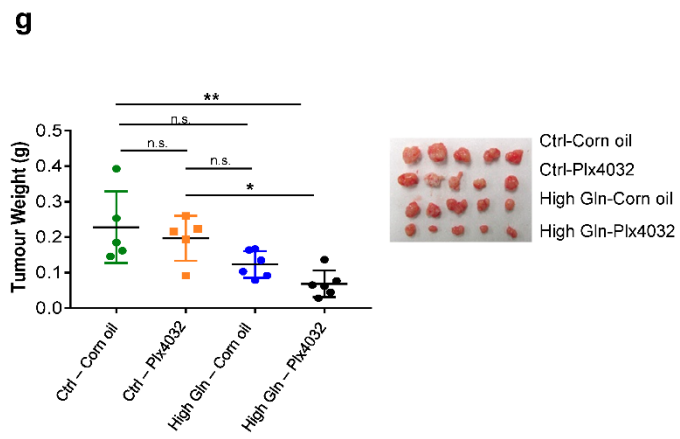 g
**
n.s.
n.s.
n.s.
*
0.5
0.4
0.3
0.2
0.1
0.0
Tumour Weight (g)
Ctrl – Corn oil
Ctrl – Plx4032
High Gln – Corn oil
High Gln – Plx4032
Ctrl-Corn oil
Ctrl-Plx4032
High Gln-Corn oil
High Gln-Plx4032